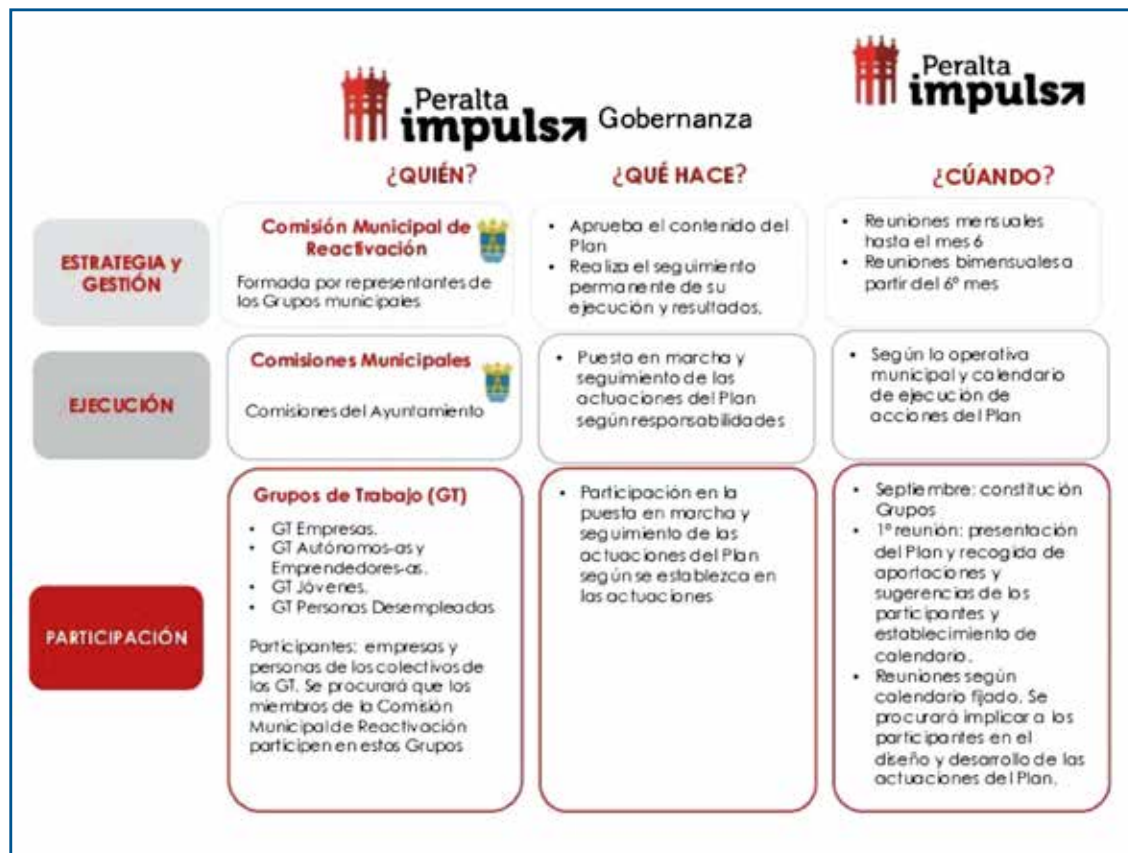 Peralta
impulsa Gobernanza
Peralta
impulsa
¿QUIÉN?
¿QUÉ HACE?
¿CÚANDO?
ESTRATEGIA y
GESTIÓN
Comisión Municipal de
Reactivación
Formada por representantes de
los Grupos municipales
• Aprueba el contenido del
Plan
• Realiza el seguimiento
permanente de su
ejecución y resultados.
• Reuniones mensuales
hasta el mes 6
• Reuniones bimensuales a
partir del 6º mes
EJECUCIÓN
Comisiones Municipales
Comisiones del Ayuntamiento
• Puesta en marcha y
seguimiento de las
actuaciones del Plan
según responsabilidades
• Según la operativa
municipal y calendario
de ejecución de
acciones del Plan
PARTICIPACIÓN
Grupos de Trabajo (GT)
• GT Empresas.
• GT Autónomos-as y
Emprendedores-as.
• GT Jóvenes.
• GT Personas Desempleadas
Participantes: empresas y
personas de los colectivos de
los GT. Se procurará que los
miembros de la Comisión
Municipal de Reactivación
participen en estos Grupos
• Participación en la
puesta en marcha y
seguimiento de las
actuaciones del Plan
según se establezca en
las actuaciones
• Septiembre: constitución
Grupos
• 1ª reunión: presentación
del Plan y recogida de
aportaciones y
sugerencias de los
participantes y
establecimiento de
calendario.
• Reuniones según
calendario fijado. Se
procurará implicar a los
participantes en el
diseño y desarrollo de las
actuaciones del Plan.